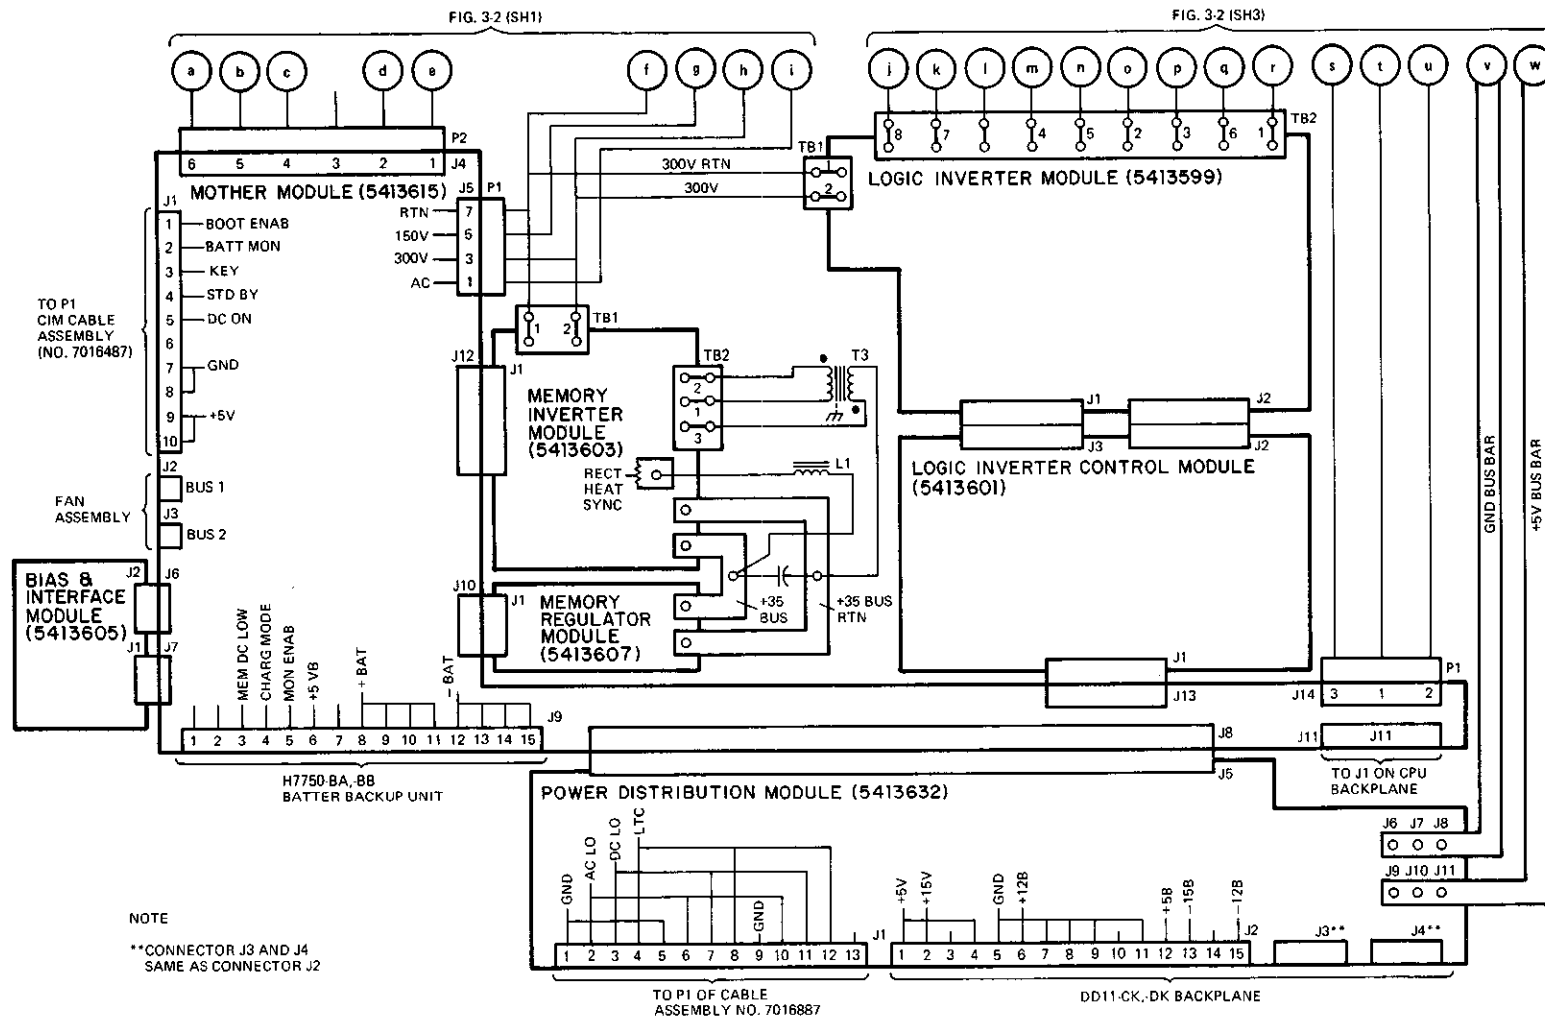 FIG. 3-2 (SH1)
FIG. 3-2 (SH3)
a b c d e f g h i j k l m n o p q r s t u v w
P2
6 5 4 3 2 1 J4
MOTHER MODULE (5413615)
J5 P1
RTN 7
150V 5
300V 3
AC 1
300V RTN
300V
TB1
1
2
8 7 4 5 2 3 6 1 TB2
LOGIC INVERTER MODULE (5413599)
J1
1 BOOT ENAB
2 BATT MON
3 KEY
4 STD BY
5 DC ON
6
7 GND
8
9 +5V
10
TO P1
CIM CABLE
ASSEMBLY
(NO. 7016487)
J2
BUS 1
J3
BUS 2
FAN
ASSEMBLY
1 2 TB1
J12
J1
MEMORY
INVERTER
MODULE
(5413603)
TB2
2
1
3
T3
RECT
HEAT
SYNC
L1
J1
J3
J2
J2
LOGIC INVERTER CONTROL MODULE
(5413601)
GND BUS BAR
+5V BUS BAR
J2 J6
BIAS &
INTERFACE
MODULE
(5413605)
J1 J7
J10
J1
MEMORY
REGULATOR
MODULE
(5413607)
+35
BUS
+35 BUS
RTN
J1
J13
J14 3 1 2 P1
MEM DC LOW
CHARG MODE
MON ENAB
+5 VB
+ BAT
- BAT
J9
1 2 3 4 5 6 7 8 9 10 11 12 13 14 15
H7750-BA,-BB
BATTER BACKUP UNIT
J8
J5
J11 J11
TO J1 ON CPU
BACKPLANE
POWER DISTRIBUTION MODULE (5413632)
J6 J7 J8
J9 J10 J11
GND
AC LO
DC LO
LTC
GND
J1
1 2 3 4 5 6 7 8 9 10 11 12 13
TO P1 OF CABLE
ASSEMBLY NO. 7016887
+5V
+15V
GND
+12B
+5B
-15B
-12B
J2
1 2 3 4 5 6 7 8 9 10 11 12 13 14 15
J3**
J4**
DD11-CK,-DK BACKPLANE
NOTE
**CONNECTOR J3 AND J4
SAME AS CONNECTOR J2